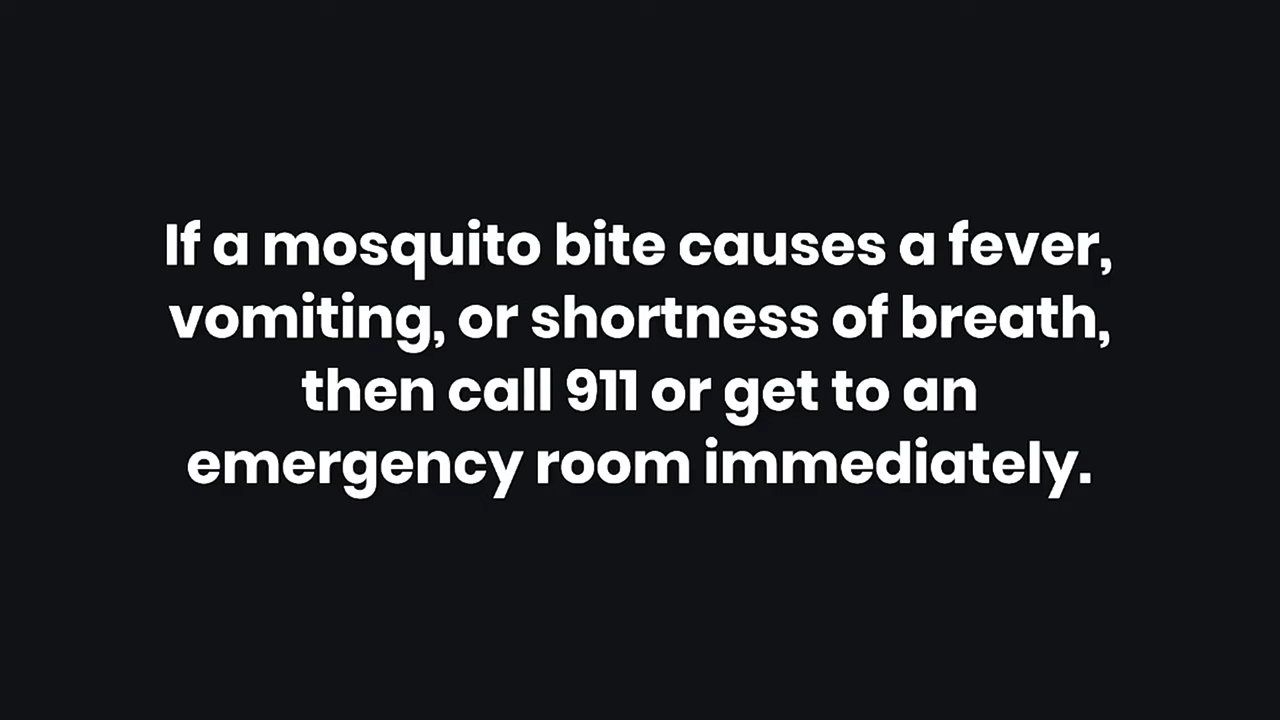 If a mosquito bite causes a fever,
vomiting, or shortness of breath,
then call 911 or get to an
emergency room immediately.